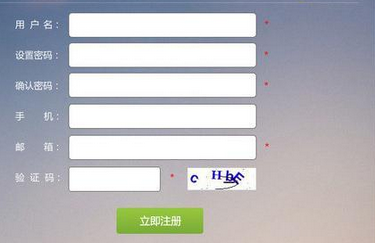 用 户 名： *
设置密码： *
确认密码： *
手 机：
邮 箱： *
验 证 码： * cHbE
立即注册